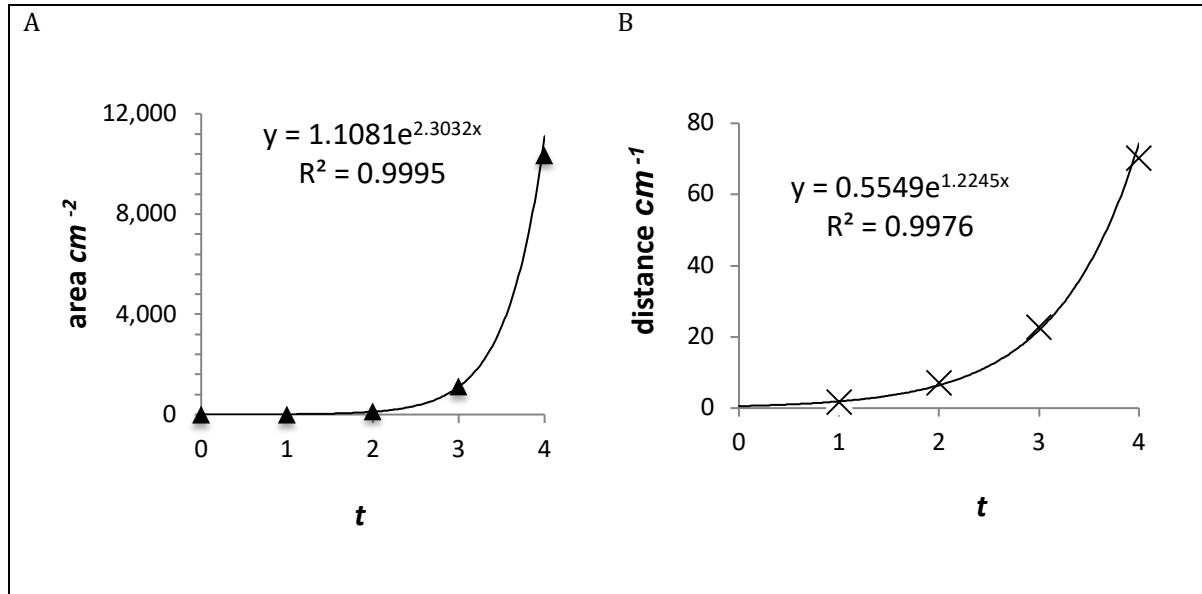 A
12,000
8,000
4,000
0
area cm⁻²
y = 1.1081e²·³⁰³²ˣ
R² = 0.9995
0 1 2 3 4
t
B
80
60
40
20
0
distance cm⁻¹
y = 0.5549e¹·²²⁴⁵ˣ
R² = 0.9976
0 1 2 3 4
t